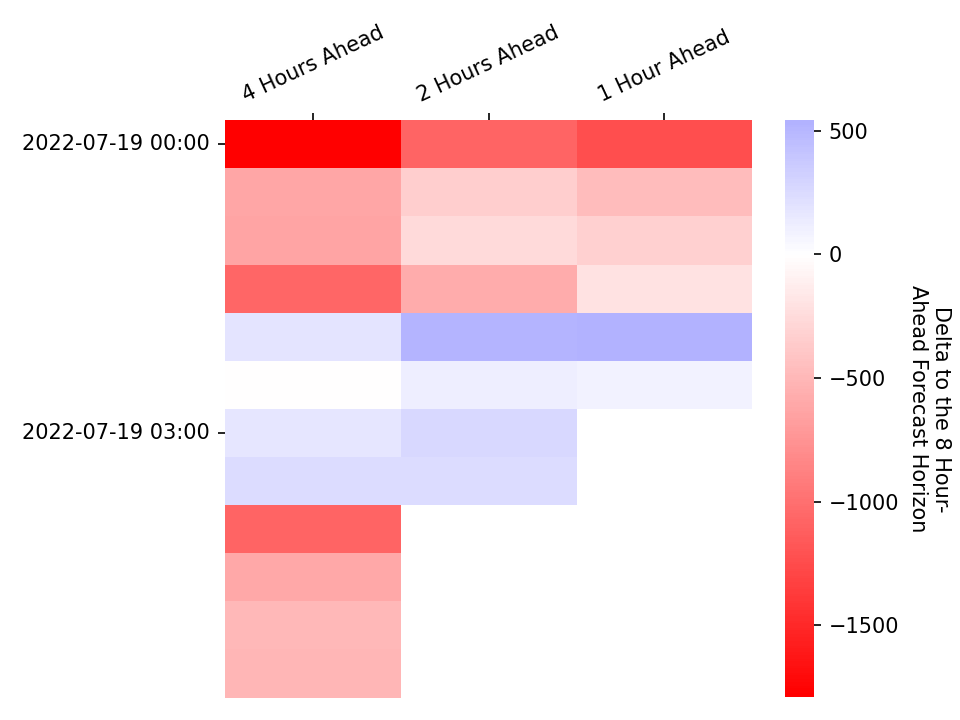 4 Hours Ahead
2 Hours Ahead
1 Hour Ahead
2022-07-19 00:00
2022-07-19 03:00
500
0
−500
−1000
−1500
Delta to the 8 Hour-
Ahead Forecast Horizon